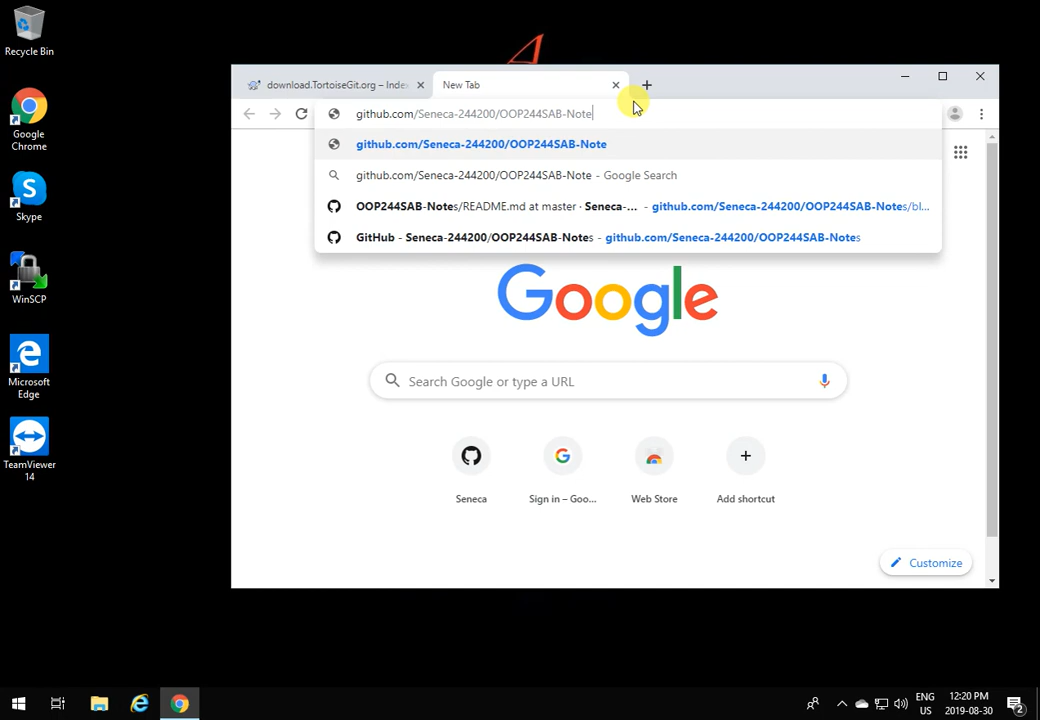 Recycle Bin
Google
Chrome
Skype
WinSCP
Microsoft
Edge
TeamViewer
14
download.TortoiseGit.org – Index
New Tab
github.com/Seneca-244200/OOP244SAB-Note
github.com/Seneca-244200/OOP244SAB-Note
github.com/Seneca-244200/OOP244SAB-Note - Google Search
OOP244SAB-Notes/README.md at master · Seneca-... - github.com/Seneca-244200/OOP244SAB-Notes/bl...
GitHub - Seneca-244200/OOP244SAB-Notes - github.com/Seneca-244200/OOP244SAB-Notes
Google
Search Google or type a URL
Seneca
Sign in – Goo...
Web Store
Add shortcut
Customize
ENG
US
12:20 PM
2019-08-30
2